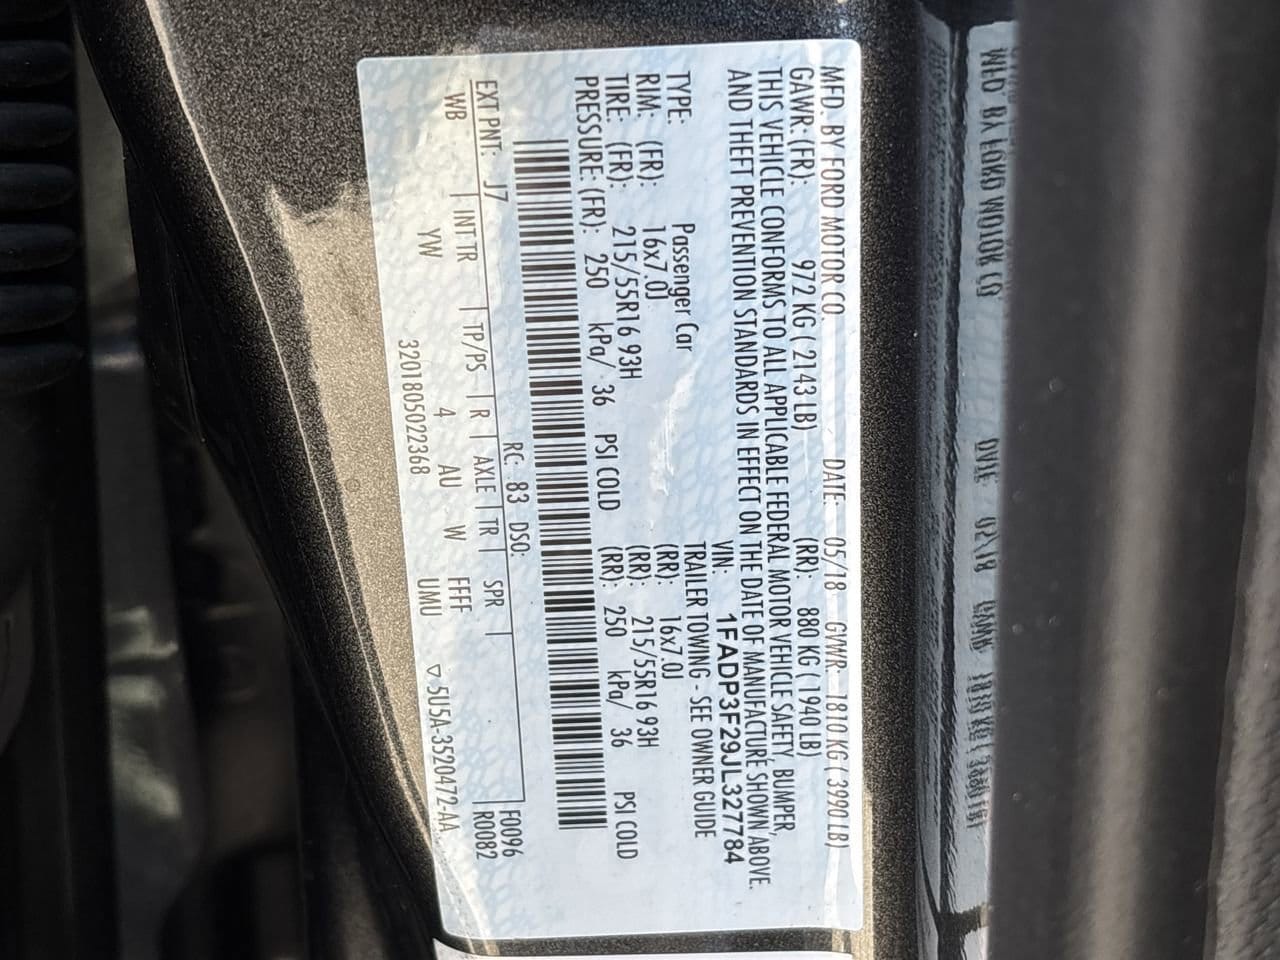 MFD. BY FORD MOTOR CO DATE: 05/18 GVWR: 1810 KG ( 3990 LB)
GAWR: (FR): 972 KG ( 2143 LB) (RR): 880 KG ( 1940 LB)
THIS VEHICLE CONFORMS TO ALL APPLICABLE FEDERAL MOTOR VEHICLE SAFETY, BUMPER,
AND THEFT PREVENTION STANDARDS IN EFFECT ON THE DATE OF MANUFACTURE SHOWN ABOVE.
VIN: 1FADP3F29JL327784
TYPE: Passenger Car TRAILER TOWING - SEE OWNER GUIDE
RIM: (FR): 16x7.0J (RR): 16x7.0J
TIRE: (FR): 215/55R16 93H (RR): 215/55R16 93H
PRESSURE: (FR): 250 kPa/ 36 PSI COLD (RR): 250 kPa/ 36 PSI COLD
F0096
EXT PNT: J7 RC: 83 DSO: R0082
WB INT TR TP/PS R AXLE TR SPR
YW 4 AU W FFF
320180502 2368 UMU ▽5U5A-3520472-AA